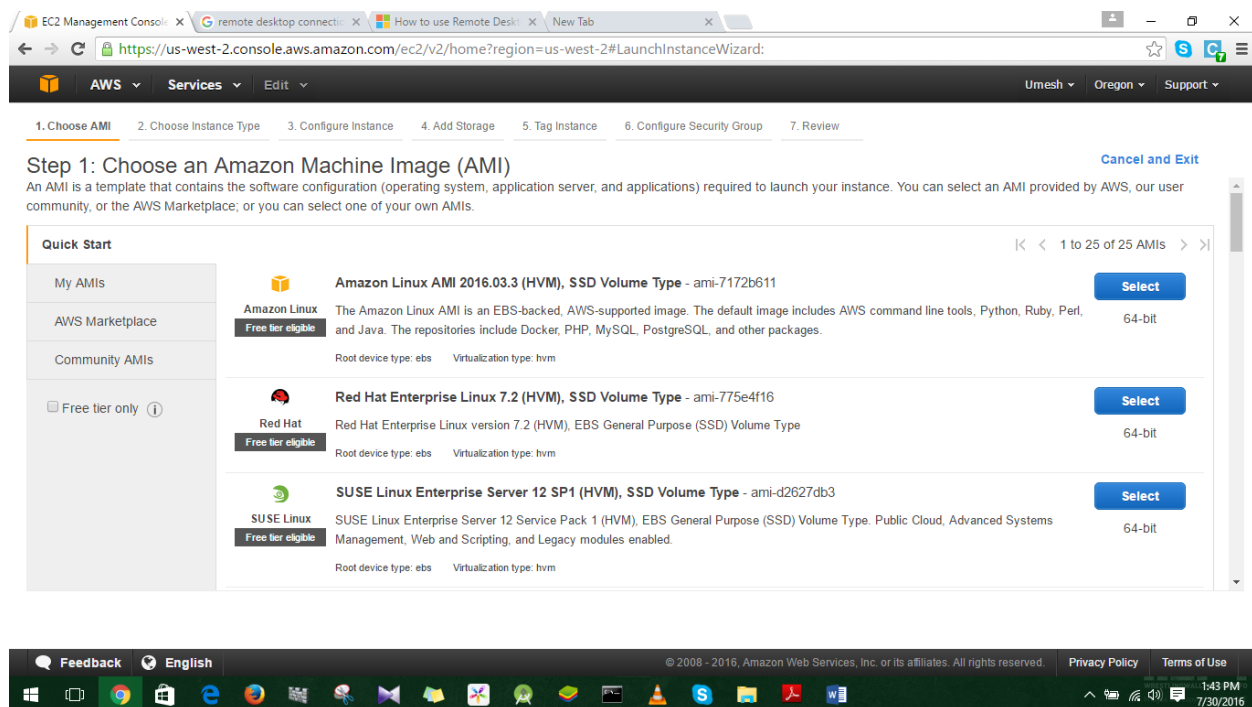 EC2 Management Console
remote desktop connectio
How to use Remote Deskt
New Tab
https://us-west-2.console.aws.amazon.com/ec2/v2/home?region=us-west-2#LaunchInstanceWizard:
AWS Services Edit Umesh Oregon Support
1. Choose AMI 2. Choose Instance Type 3. Configure Instance 4. Add Storage 5. Tag Instance 6. Configure Security Group 7. Review
Step 1: Choose an Amazon Machine Image (AMI)
Cancel and Exit
An AMI is a template that contains the software configuration (operating system, application server, and applications) required to launch your instance. You can select an AMI provided by AWS, our user
community, or the AWS Marketplace; or you can select one of your own AMIs.
Quick Start
1 to 25 of 25 AMIs
My AMIs
AWS Marketplace
Community AMIs
Free tier only
Amazon Linux
Free tier eligible
Amazon Linux AMI 2016.03.3 (HVM), SSD Volume Type - ami-7172b611
The Amazon Linux AMI is an EBS-backed, AWS-supported image. The default image includes AWS command line tools, Python, Ruby, Perl,
and Java. The repositories include Docker, PHP, MySQL, PostgreSQL, and other packages.
Root device type: ebs Virtualization type: hvm
Select
64-bit
Red Hat
Free tier eligible
Red Hat Enterprise Linux 7.2 (HVM), SSD Volume Type - ami-775e4f16
Red Hat Enterprise Linux version 7.2 (HVM), EBS General Purpose (SSD) Volume Type
Root device type: ebs Virtualization type: hvm
Select
64-bit
SUSE Linux
Free tier eligible
SUSE Linux Enterprise Server 12 SP1 (HVM), SSD Volume Type - ami-d2627db3
SUSE Linux Enterprise Server 12 Service Pack 1 (HVM), EBS General Purpose (SSD) Volume Type. Public Cloud, Advanced Systems
Management, Web and Scripting, and Legacy modules enabled.
Root device type: ebs Virtualization type: hvm
Select
64-bit
Feedback English
© 2008 - 2016, Amazon Web Services, Inc. or its affiliates. All rights reserved. Privacy Policy Terms of Use
1:43 PM
7/30/2016